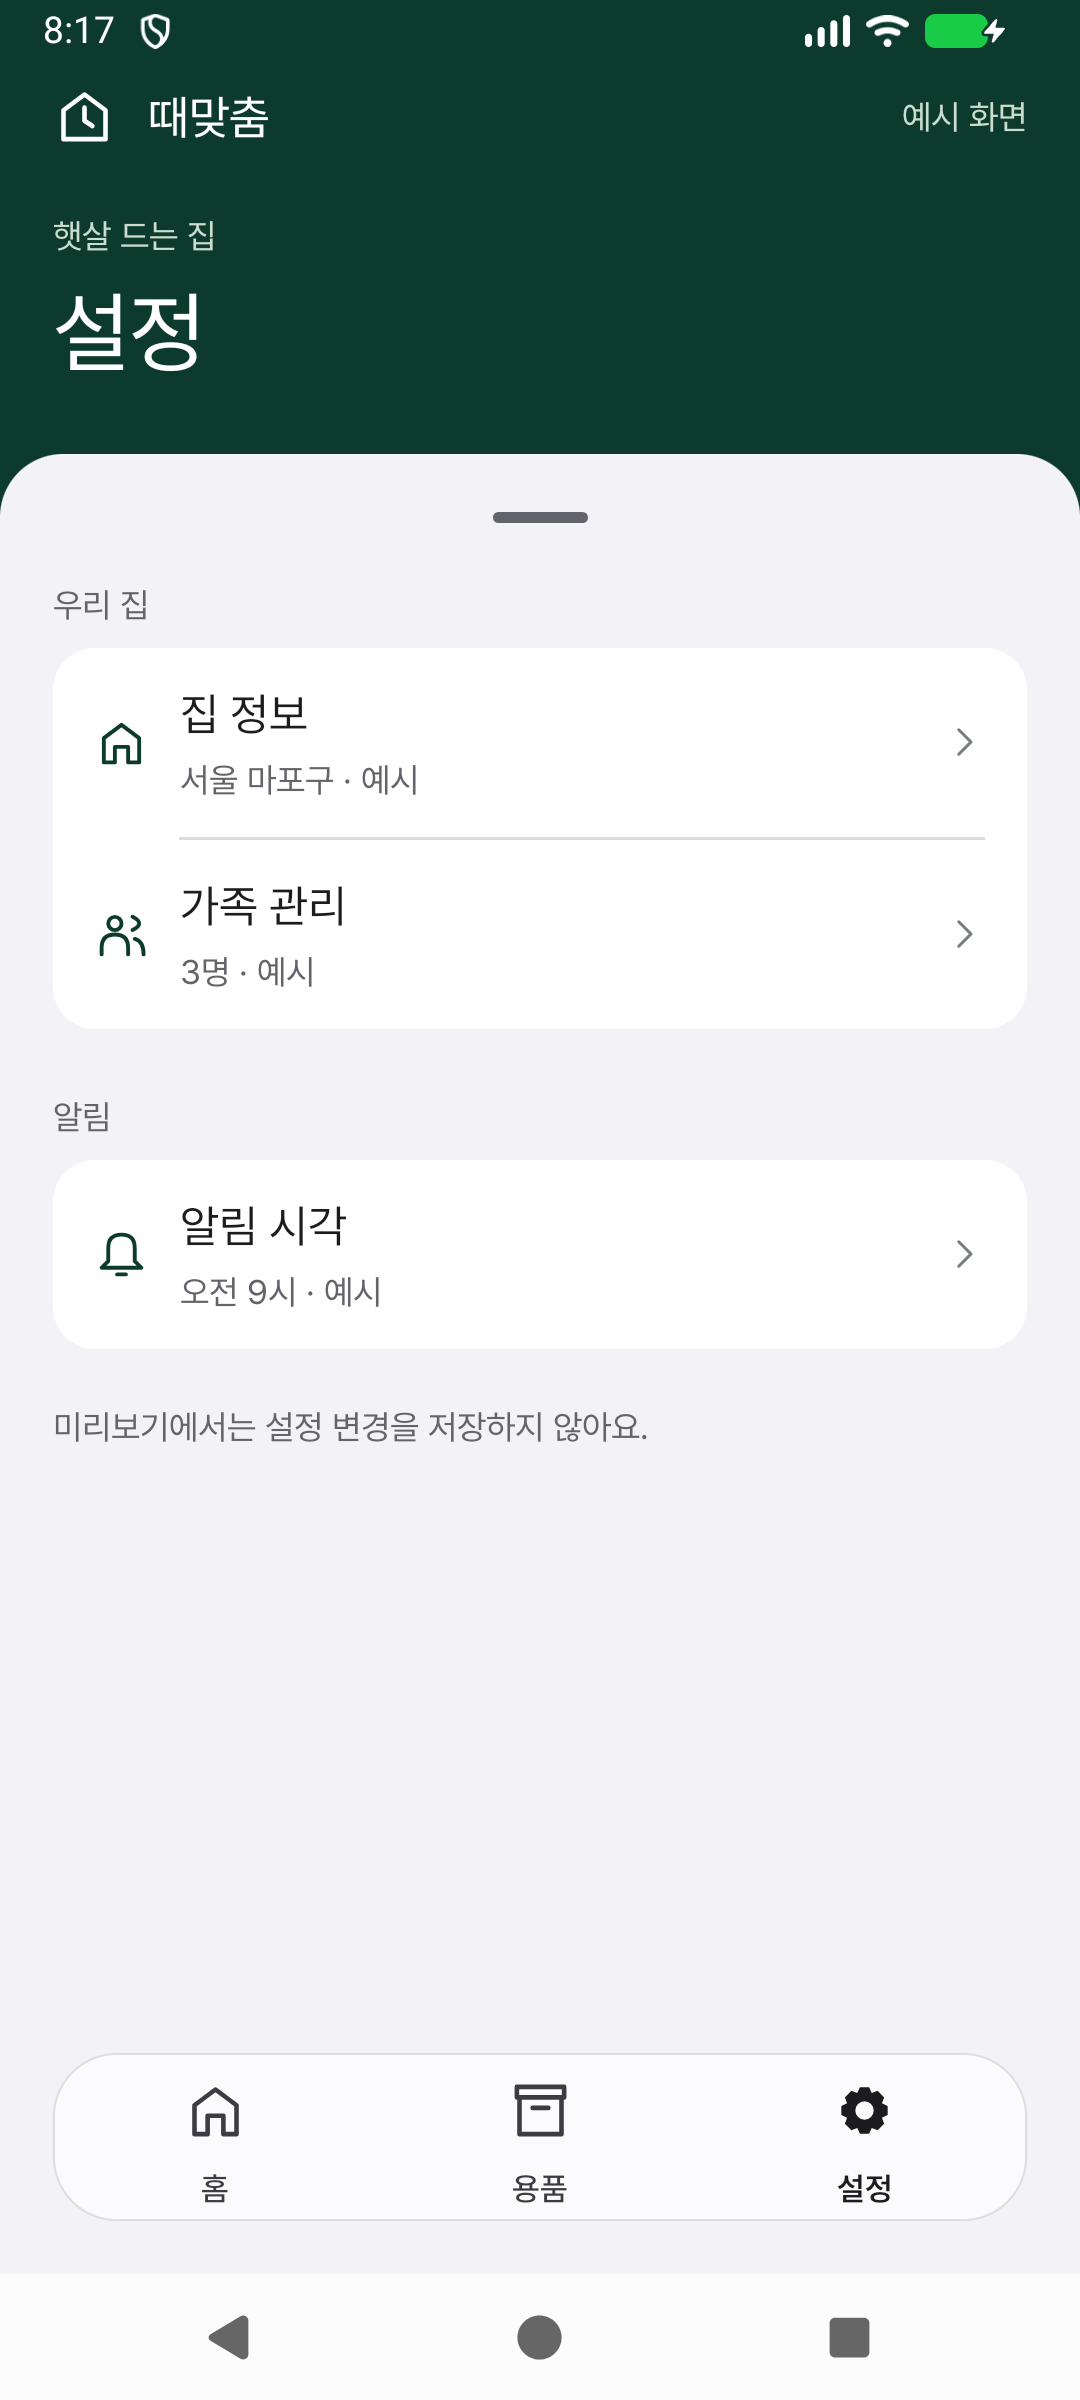 8:17
때맞춤
예시 화면
햇살 드는 집
설정
우리 집
집 정보
서울 마포구 · 예시
가족 관리
3명 · 예시
알림
알림 시각
오전 9시 · 예시
미리보기에서는 설정 변경을 저장하지 않아요.
홈
용품
설정